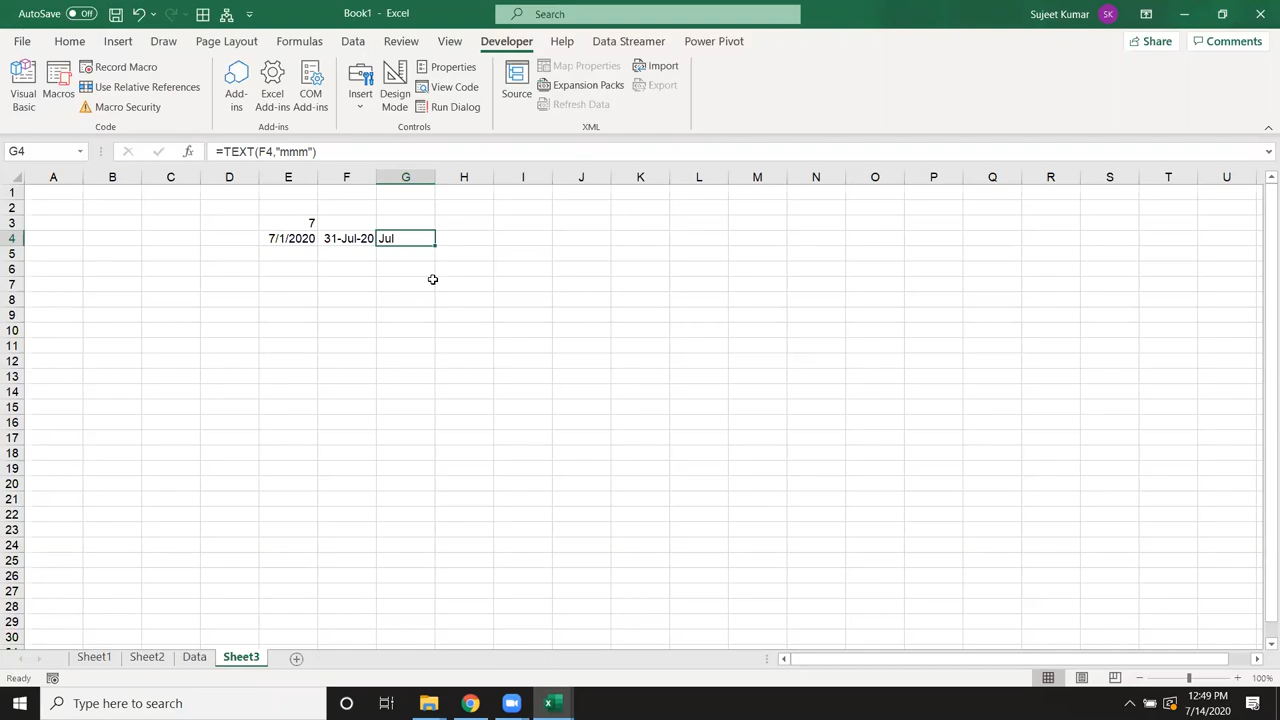 AutoSave Off Book1 - Excel Search Sujeet Kumar SK
File Home Insert Draw Page Layout Formulas Data Review View Developer Help Data Streamer Power Pivot Share Comments
Visual Basic
Macros
Record Macro
Use Relative References
Macro Security
Code
Add-ins
Excel Add-ins
COM Add-ins
Add-ins
Insert
Design Mode
Properties
View Code
Run Dialog
Controls
Source
Map Properties
Expansion Packs
Refresh Data
Import
Export
XML
G4 fx =TEXT(F4,"mmm")
A B C D E F G H I J K L M N O P Q R S T U
1
2
3 7
4 7/1/2020 31-Jul-20 Jul
5
6
7
8
9
10
11
12
13
14
15
16
17
18
19
20
21
22
23
24
25
26
27
28
29
30
Sheet1 Sheet2 Data Sheet3
Ready 100%
Type here to search 12:49 PM
7/14/2020